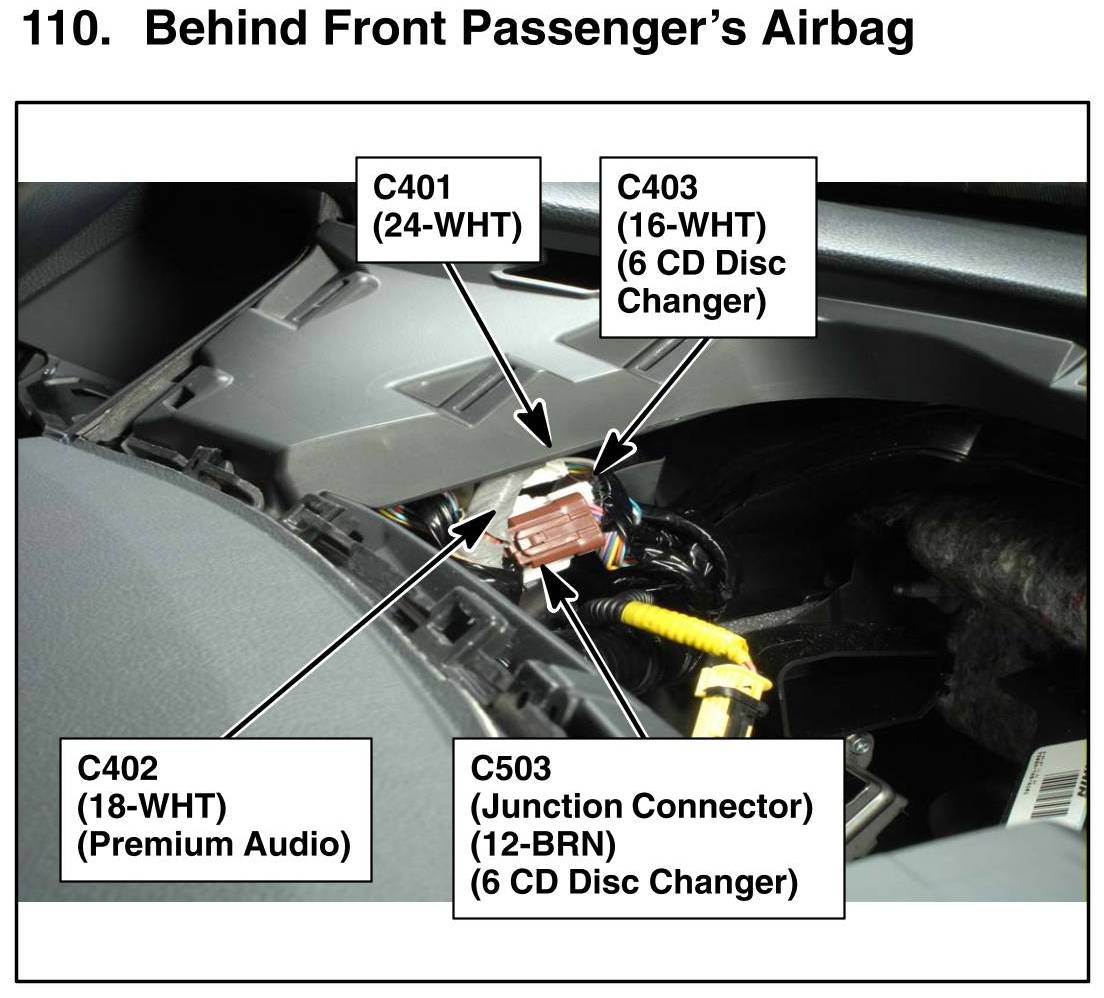 110. Behind Front Passenger's Airbag
C401
(24-WHT)
C403
(16-WHT)
(6 CD Disc
Changer)
C402
(18-WHT)
(Premium Audio)
C503
(Junction Connector)
(12-BRN)
(6 CD Disc Changer)